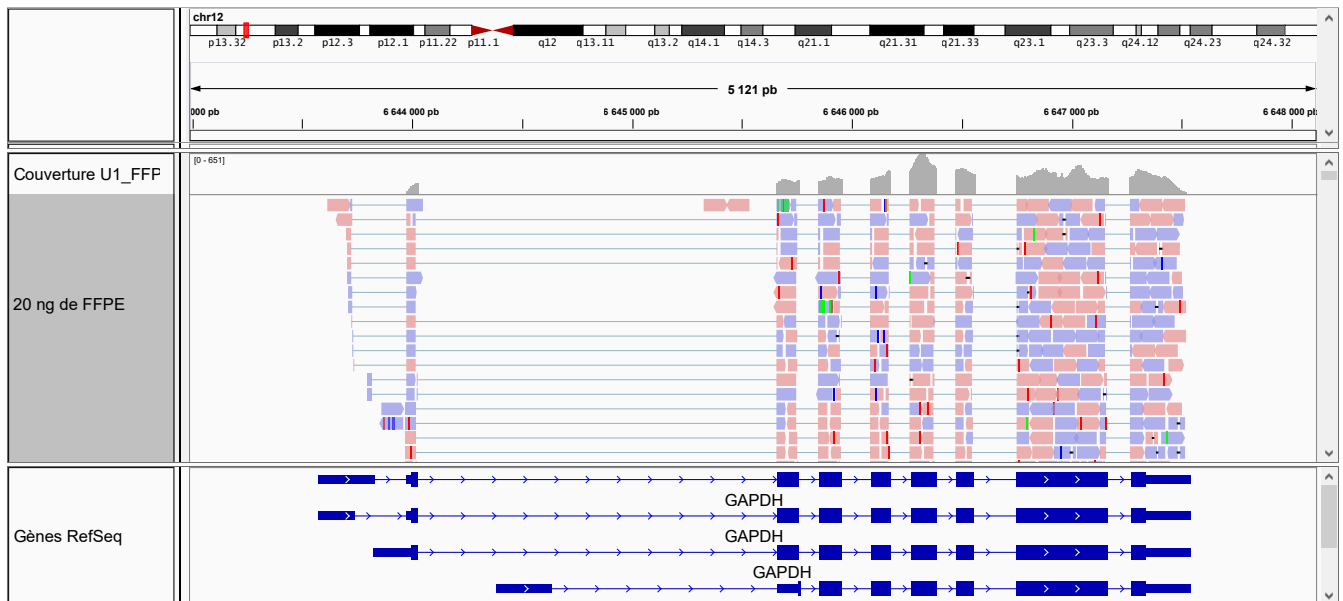 chr12
p13.32 p13.2 p12.3 p12.1 p11.22 p11.1 q12 q13.11 q13.2 q14.1 q14.3 q21.1 q21.31 q21.33 q23.1 q23.3 q24.12 q24.23 q24.32
5 121 pb
000 pb 6 644 000 pb 6 645 000 pb 6 646 000 pb 6 647 000 pb 6 648 000 pb
Couverture U1_FFP
[0 - 651]
20 ng de FFPE
Gènes RefSeq
GAPDH
GAPDH
GAPDH